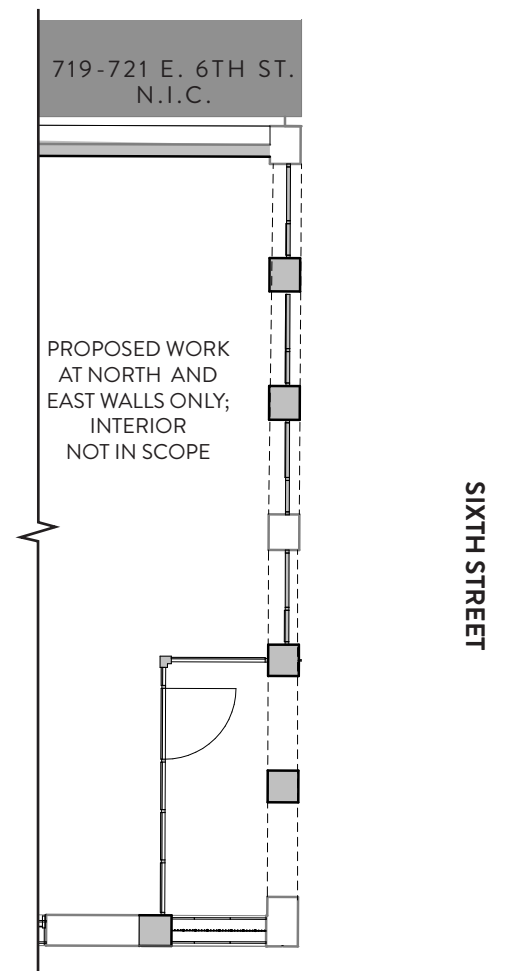 719-721 E. 6TH ST.
N.I.C.
PROPOSED WORK
AT NORTH AND
EAST WALLS ONLY;
INTERIOR
NOT IN SCOPE
SIXTH STREET